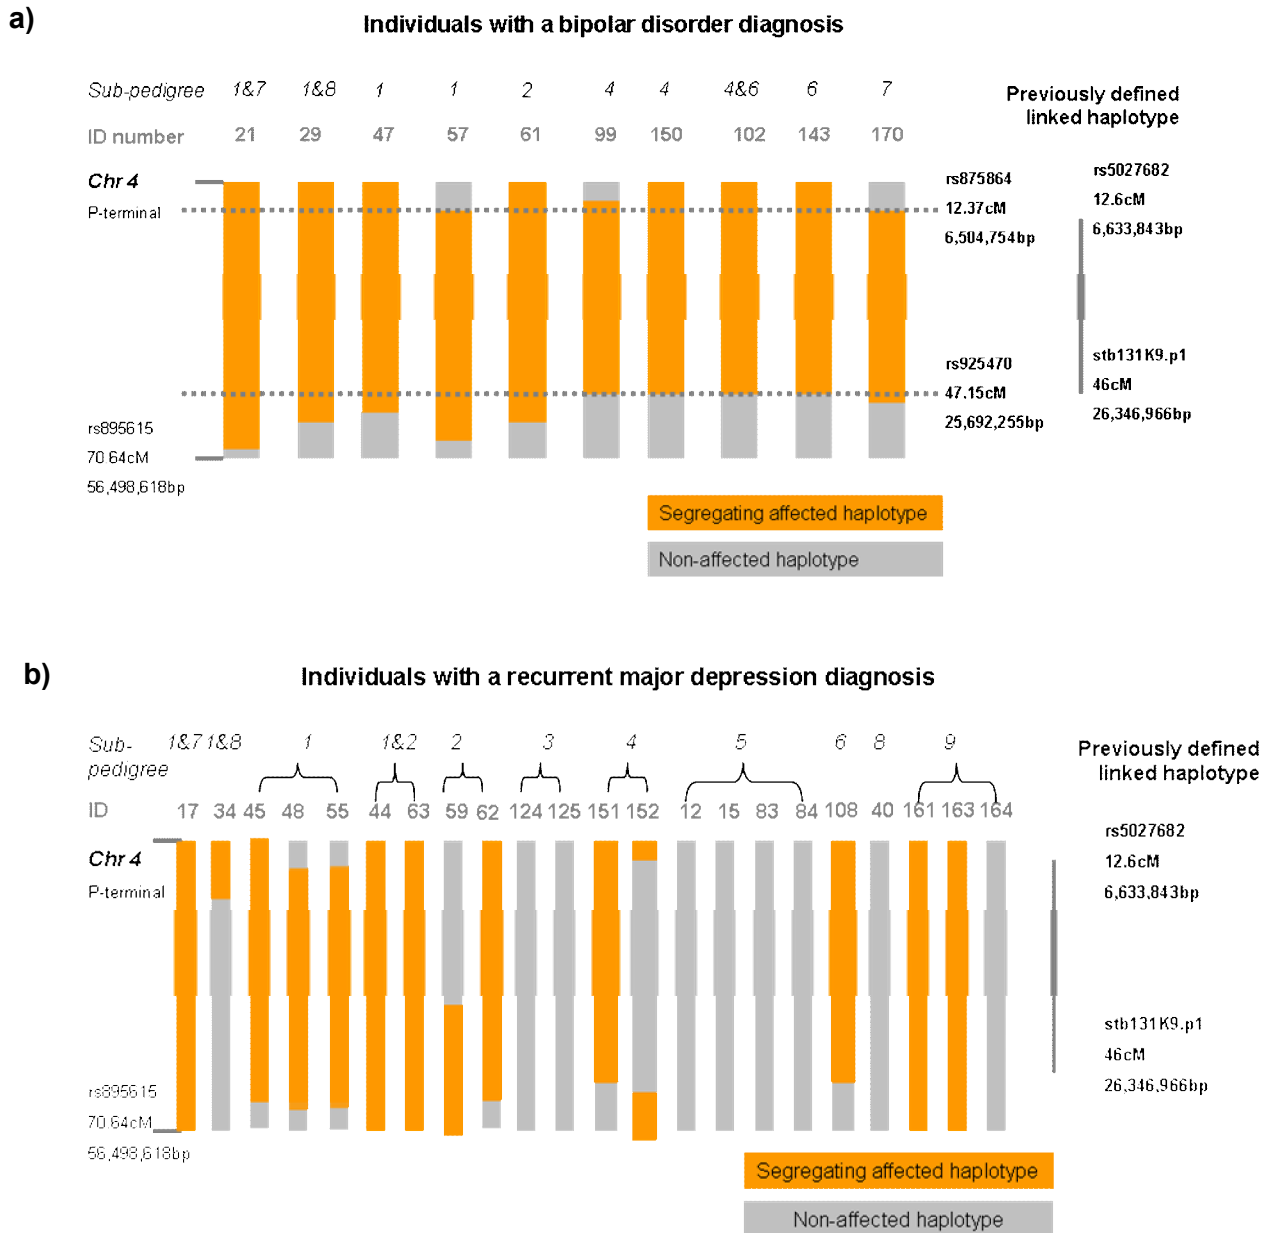 a)
Individuals with a bipolar disorder diagnosis
Sub-pedigree 1&7 1&8 1 1 2 4 4 4&6 6 7
Previously defined
linked haplotype
ID number 21 29 47 57 61 99 150 102 143 170
Chr 4
P-terminal
rs875864
12.37cM
6,504,754bp
rs5027682
12.6cM
6,633,843bp
rs925470
47.15cM
25,692,255bp
stb131K9.p1
46cM
26,346,966bp
rs895615
70.64cM
56,498,618bp
Segregating affected haplotype
Non-affected haplotype
b)
Individuals with a recurrent major depression diagnosis
Sub-
pedigree
1&7 1&8 1 1&2 2 3 4 5 6 8 9
Previously defined
linked haplotype
ID 17 34 45 48 55 44 63 59 62 124 125 151 152 12 15 83 84 108 40 161 163 164
Chr 4
P-terminal
rs5027682
12.6cM
6,633,843bp
stb131K9.p1
46cM
26,346,966bp
rs895615
70.64cM
56,498,618bp
Segregating affected haplotype
Non-affected haplotype